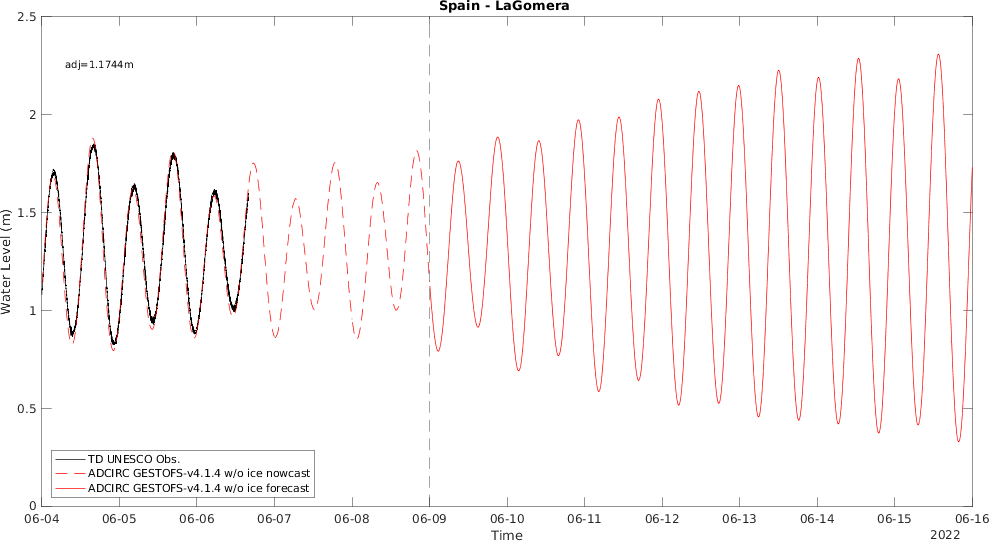 Spain - LaGomera
adj=1.1744m
2.5
2
1.5
1
0.5
0
Water Level (m)
TD UNESCO Obs.
ADCIRC GESTOFS-v4.1.4 w/o ice nowcast
ADCIRC GESTOFS-v4.1.4 w/o ice forecast
06-04 06-05 06-06 06-07 06-08 06-09 06-10 06-11 06-12 06-13 06-14 06-15 06-16
Time
2022